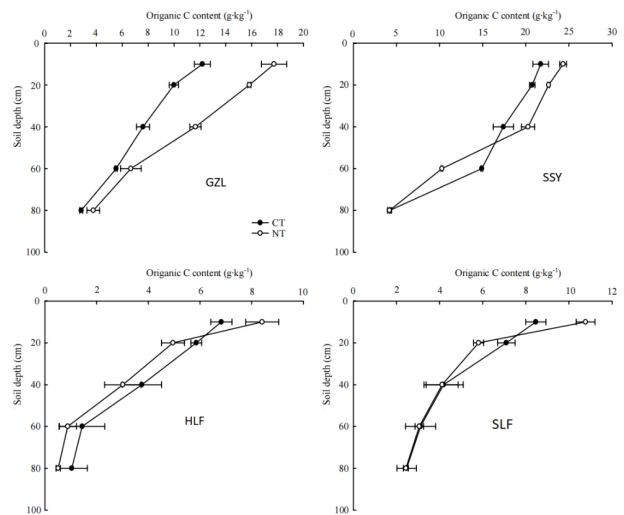 Origanic C content (g·kg⁻¹)
0 2 4 6 8 10 12 14 16 18 20
Soil depth (cm)
0
20
40
60
80
100
GZL
CT
NT
Origanic C content (g·kg⁻¹)
0 5 10 15 20 25 30
Soil depth (cm)
0
20
40
60
80
100
SSY
Origanic C content (g·kg⁻¹)
0 2 4 6 8 10
Soil depth (cm)
0
20
40
60
80
100
HLF
Origanic C content (g·kg⁻¹)
0 2 4 6 8 10 12
Soil depth (cm)
0
20
40
60
80
100
SLF